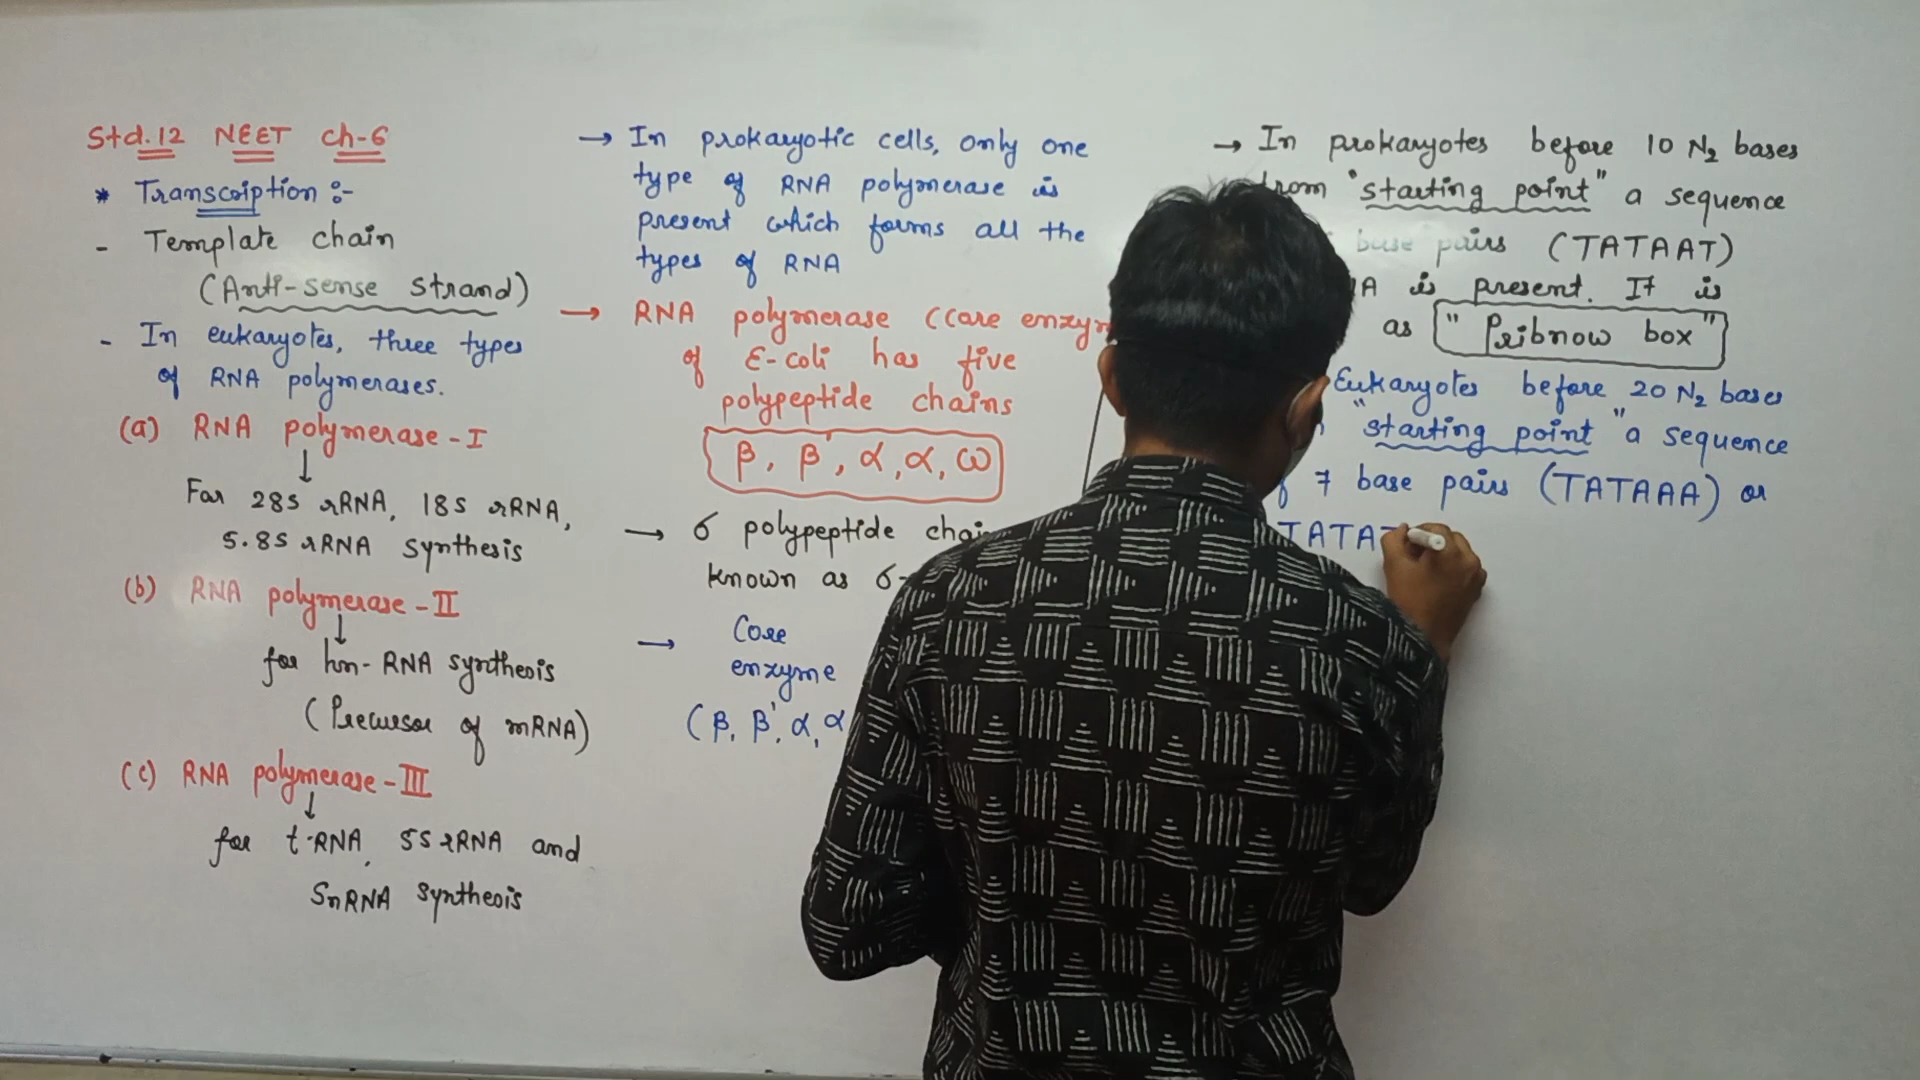 Std.12 NEET ch-6
* Transcription :-
- Template chain
(Anti-sense strand)
- In eukaryotes, three types
of RNA polymerases.
(a) RNA polymerase - I
↓
For 28S rRNA, 18S rRNA,
5.8S rRNA synthesis
(b) RNA polymerase - II
↓
for hn-RNA synthesis
(Precursor of mRNA)
(c) RNA polymerase - III
↓
for t-RNA, 5S rRNA and
SnRNA synthesis
→ In prokaryotic cells, only one
type of RNA polymerase is
present which forms all the
types of RNA
→ RNA polymerase (Core enzym
of E-coli has five
polypeptide chains
β, β', α, α, ω
→ σ polypeptide chai
known as σ-
→ Core
enzyme
(β, β', α, α
→ In prokaryotes before 10 N₂ bases
from "starting point" a sequence
base pairs (TATAAT)
is present. It is
as "Pribnow box"
Eukaryotes before 20 N₂ bases
"starting point" a sequence
7 base pairs (TATAAA) or
TATA